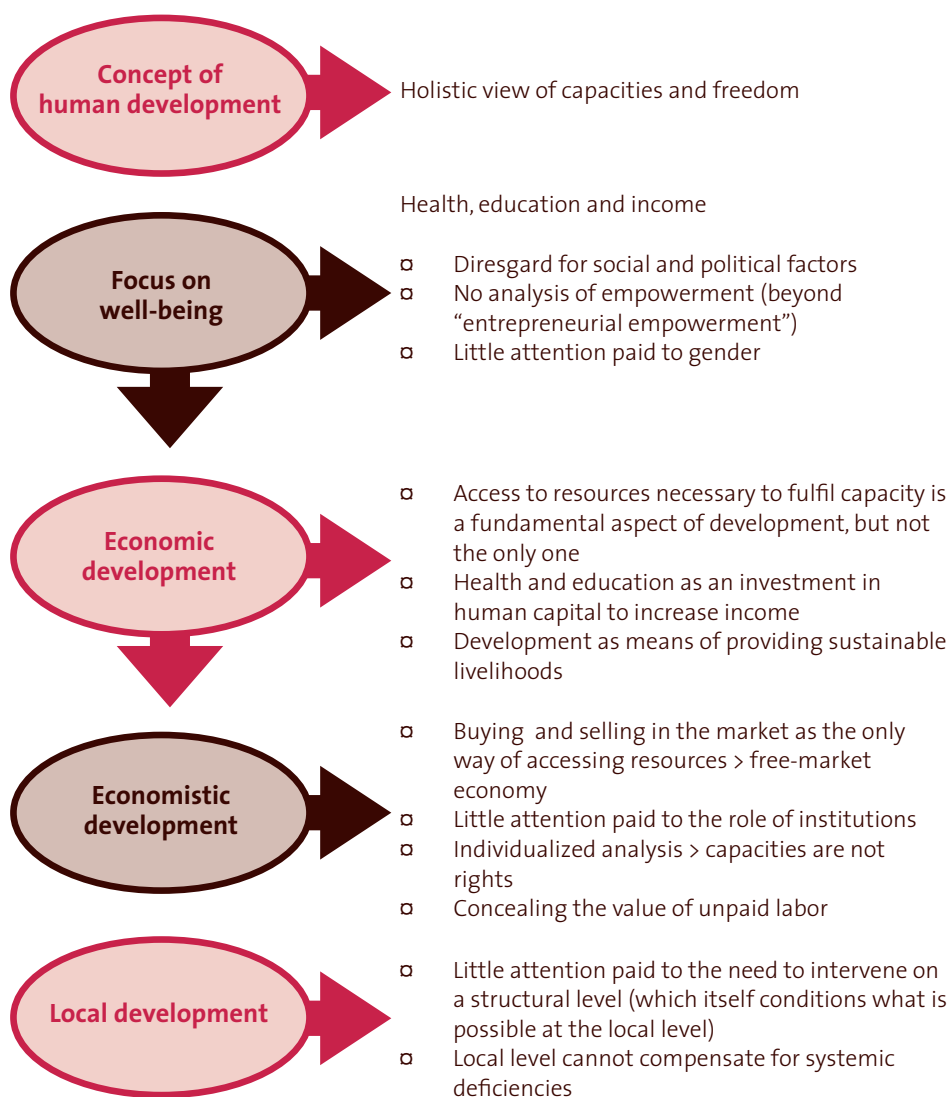 Concept of
human development
Holistic view of capacities and freedom
Focus on
well-being
Health, education and income
¤ Diresgard for social and political factors
¤ No analysis of empowerment (beyond
“entrepreneurial empowerment”)
¤ Little attention paid to gender
Economic
development
¤ Access to resources necessary to fulfil capacity is
a fundamental aspect of development, but not
the only one
¤ Health and education as an investment in
human capital to increase income
¤ Development as means of providing sustainable
livelihoods
Economistic
development
¤ Buying and selling in the market as the only
way of accessing resources > free-market
economy
¤ Little attention paid to the role of institutions
¤ Individualized analysis > capacities are not
rights
¤ Concealing the value of unpaid labor
Local development
¤ Little attention paid to the need to intervene on
a structural level (which itself conditions what is
possible at the local level)
¤ Local level cannot compensate for systemic
deficiencies